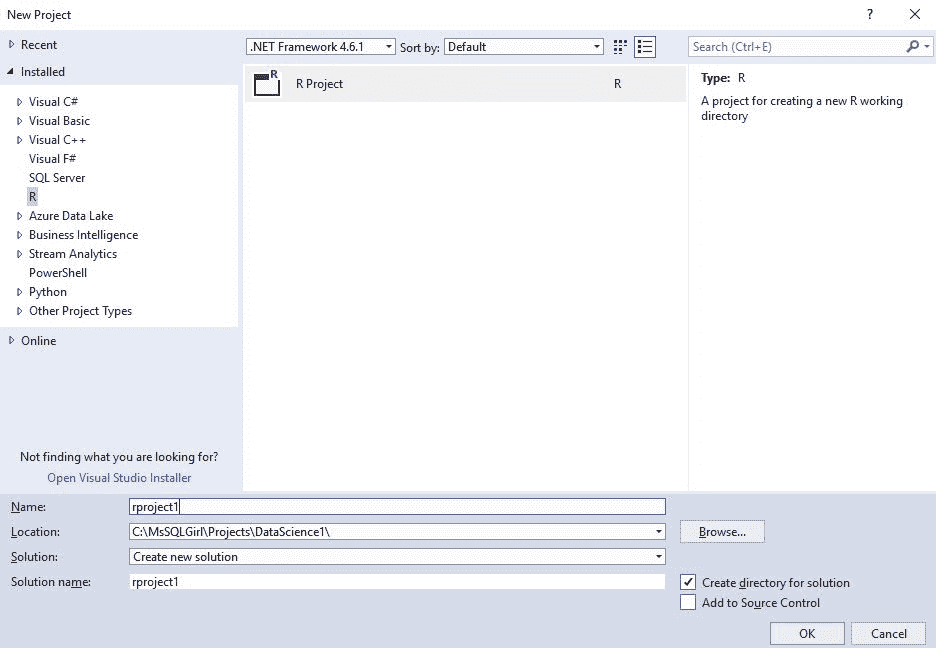 New Project
?
Recent
.NET Framework 4.6.1
Sort by:
Default
Search (Ctrl+E)
Installed
Visual C#
Visual Basic
Visual C++
Visual F#
SQL Server
R
Azure Data Lake
Business Intelligence
Stream Analytics
PowerShell
Python
Other Project Types
Online
Not finding what you are looking for?
Open Visual Studio Installer
R
R Project
R
Type: R
A project for creating a new R working
directory
Name:
rproject1
Location:
C:\MsSQLGirl\Projects\DataScience1\
Browse...
Solution:
Create new solution
Solution name:
rproject1
Create directory for solution
Add to Source Control
OK
Cancel